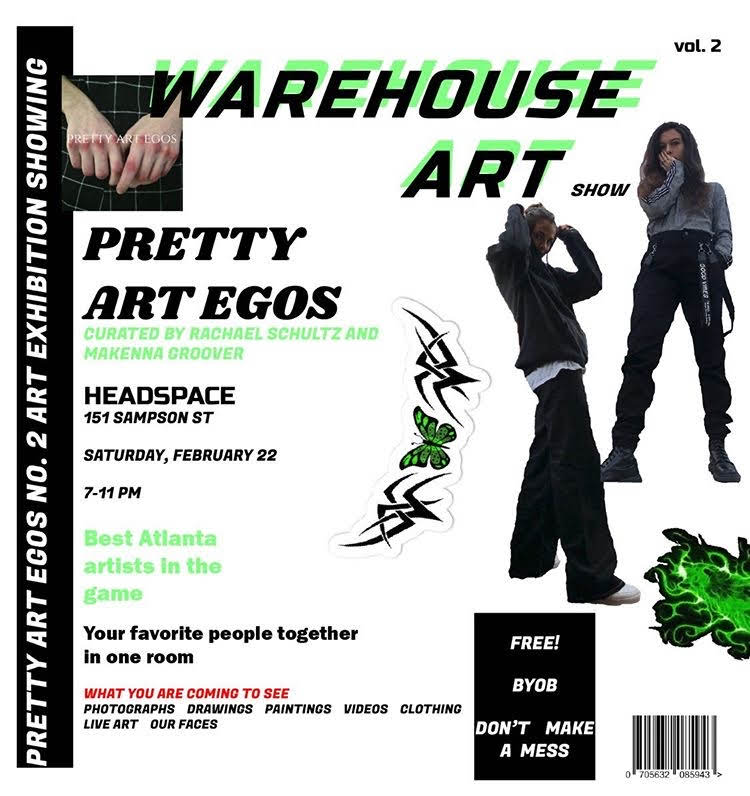 vol. 2
WAREHOUSE
ART
SHOW
PRETTY ART EGOS NO. 2 ART EXHIBITION SHOWING
PRETTY ART EGOS
PRETTY
ART EGOS
CURATED BY RACHAEL SCHULTZ AND
MAKENNA GROOVER
HEADSPACE
151 SAMPSON ST
SATURDAY, FEBRUARY 22
7-11 PM
Best Atlanta
artists in the
game
Your favorite people together
in one room
WHAT YOU ARE COMING TO SEE
PHOTOGRAPHS DRAWINGS PAINTINGS VIDEOS CLOTHING
LIVE ART OUR FACES
GOOD VIBES
FREE!
BYOB
DON'T MAKE
A MESS
0 705632 085943 >